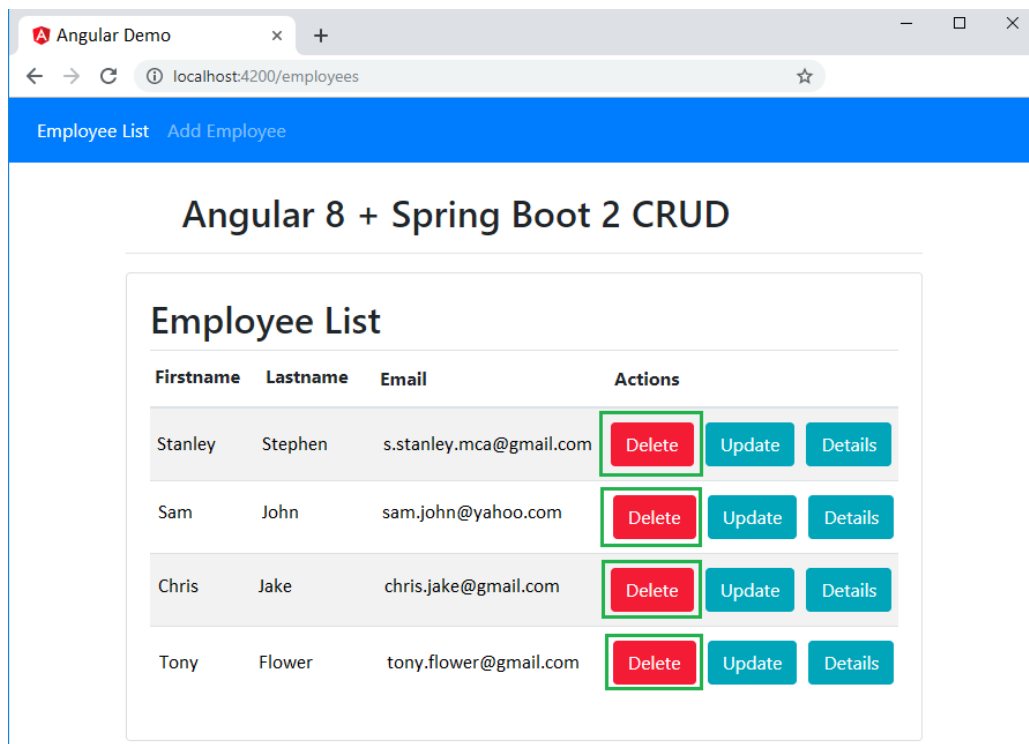 Angular Demo
localhost:4200/employees
Employee List Add Employee
Angular 8 + Spring Boot 2 CRUD
Employee List
Firstname Lastname Email Actions
Stanley Stephen s.stanley.mca@gmail.com Delete Update Details
Sam John sam.john@yahoo.com Delete Update Details
Chris Jake chris.jake@gmail.com Delete Update Details
Tony Flower tony.flower@gmail.com Delete Update Details